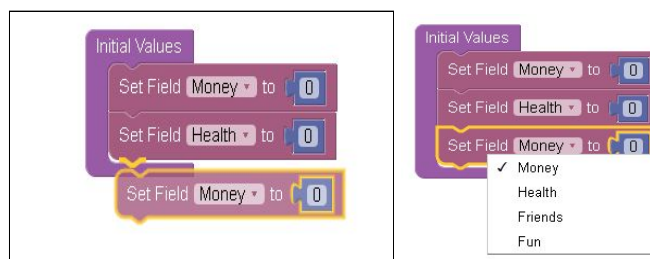 Initial Values
Set Field Money to 0
Set Field Health to 0
Set Field Money to 0
Initial Values
Set Field Money to 0
Set Field Health to 0
Set Field Money to 0
✓ Money
Health
Friends
Fun